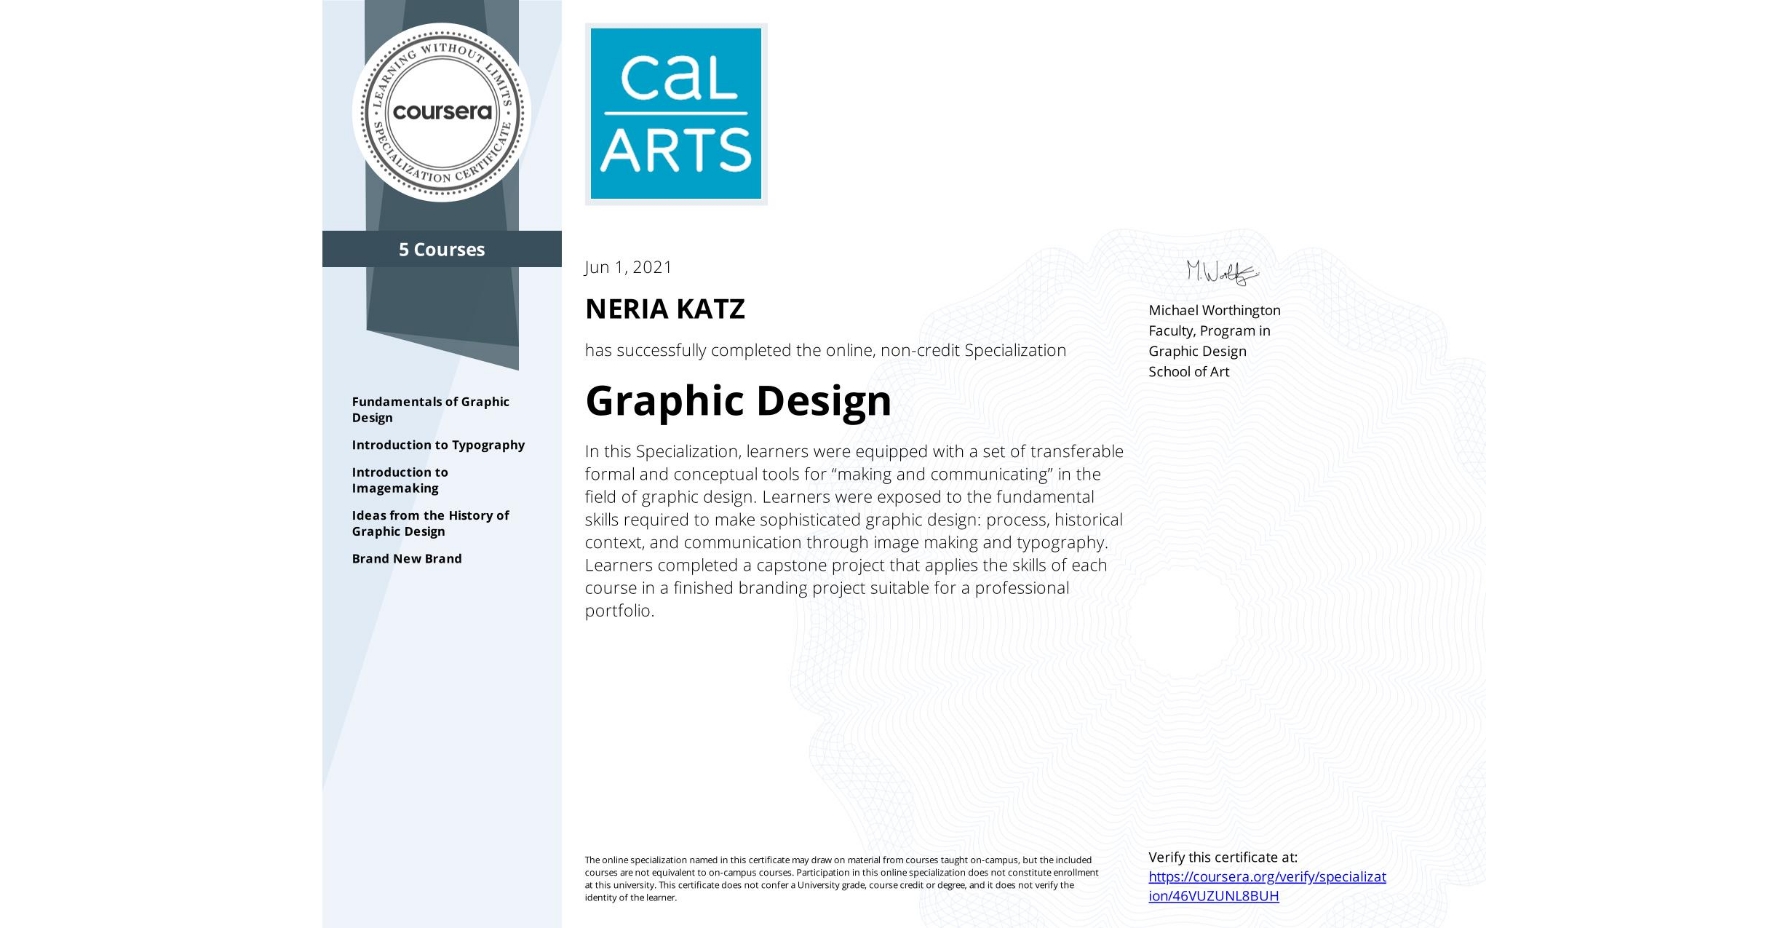 LEARNING WITHOUT LIMITS
coursera
SPECIALIZATION CERTIFICATE
5 Courses
Fundamentals of Graphic
Design
Introduction to Typography
Introduction to
Imagemaking
Ideas from the History of
Graphic Design
Brand New Brand
CaL
ARTS
Jun 1, 2021
NERIA KATZ
has successfully completed the online, non-credit Specialization
Graphic Design
In this Specialization, learners were equipped with a set of transferable
formal and conceptual tools for “making and communicating” in the
field of graphic design. Learners were exposed to the fundamental
skills required to make sophisticated graphic design: process, historical
context, and communication through image making and typography.
Learners completed a capstone project that applies the skills of each
course in a finished branding project suitable for a professional
portfolio.
Michael Worthington
Faculty, Program in
Graphic Design
School of Art
The online specialization named in this certificate may draw on material from courses taught on-campus, but the included
courses are not equivalent to on-campus courses. Participation in this online specialization does not constitute enrollment
at this university. This certificate does not confer a University grade, course credit or degree, and it does not verify the
identity of the learner.
Verify this certificate at:
https://coursera.org/verify/specializat
ion/46VUZUNL8BUH